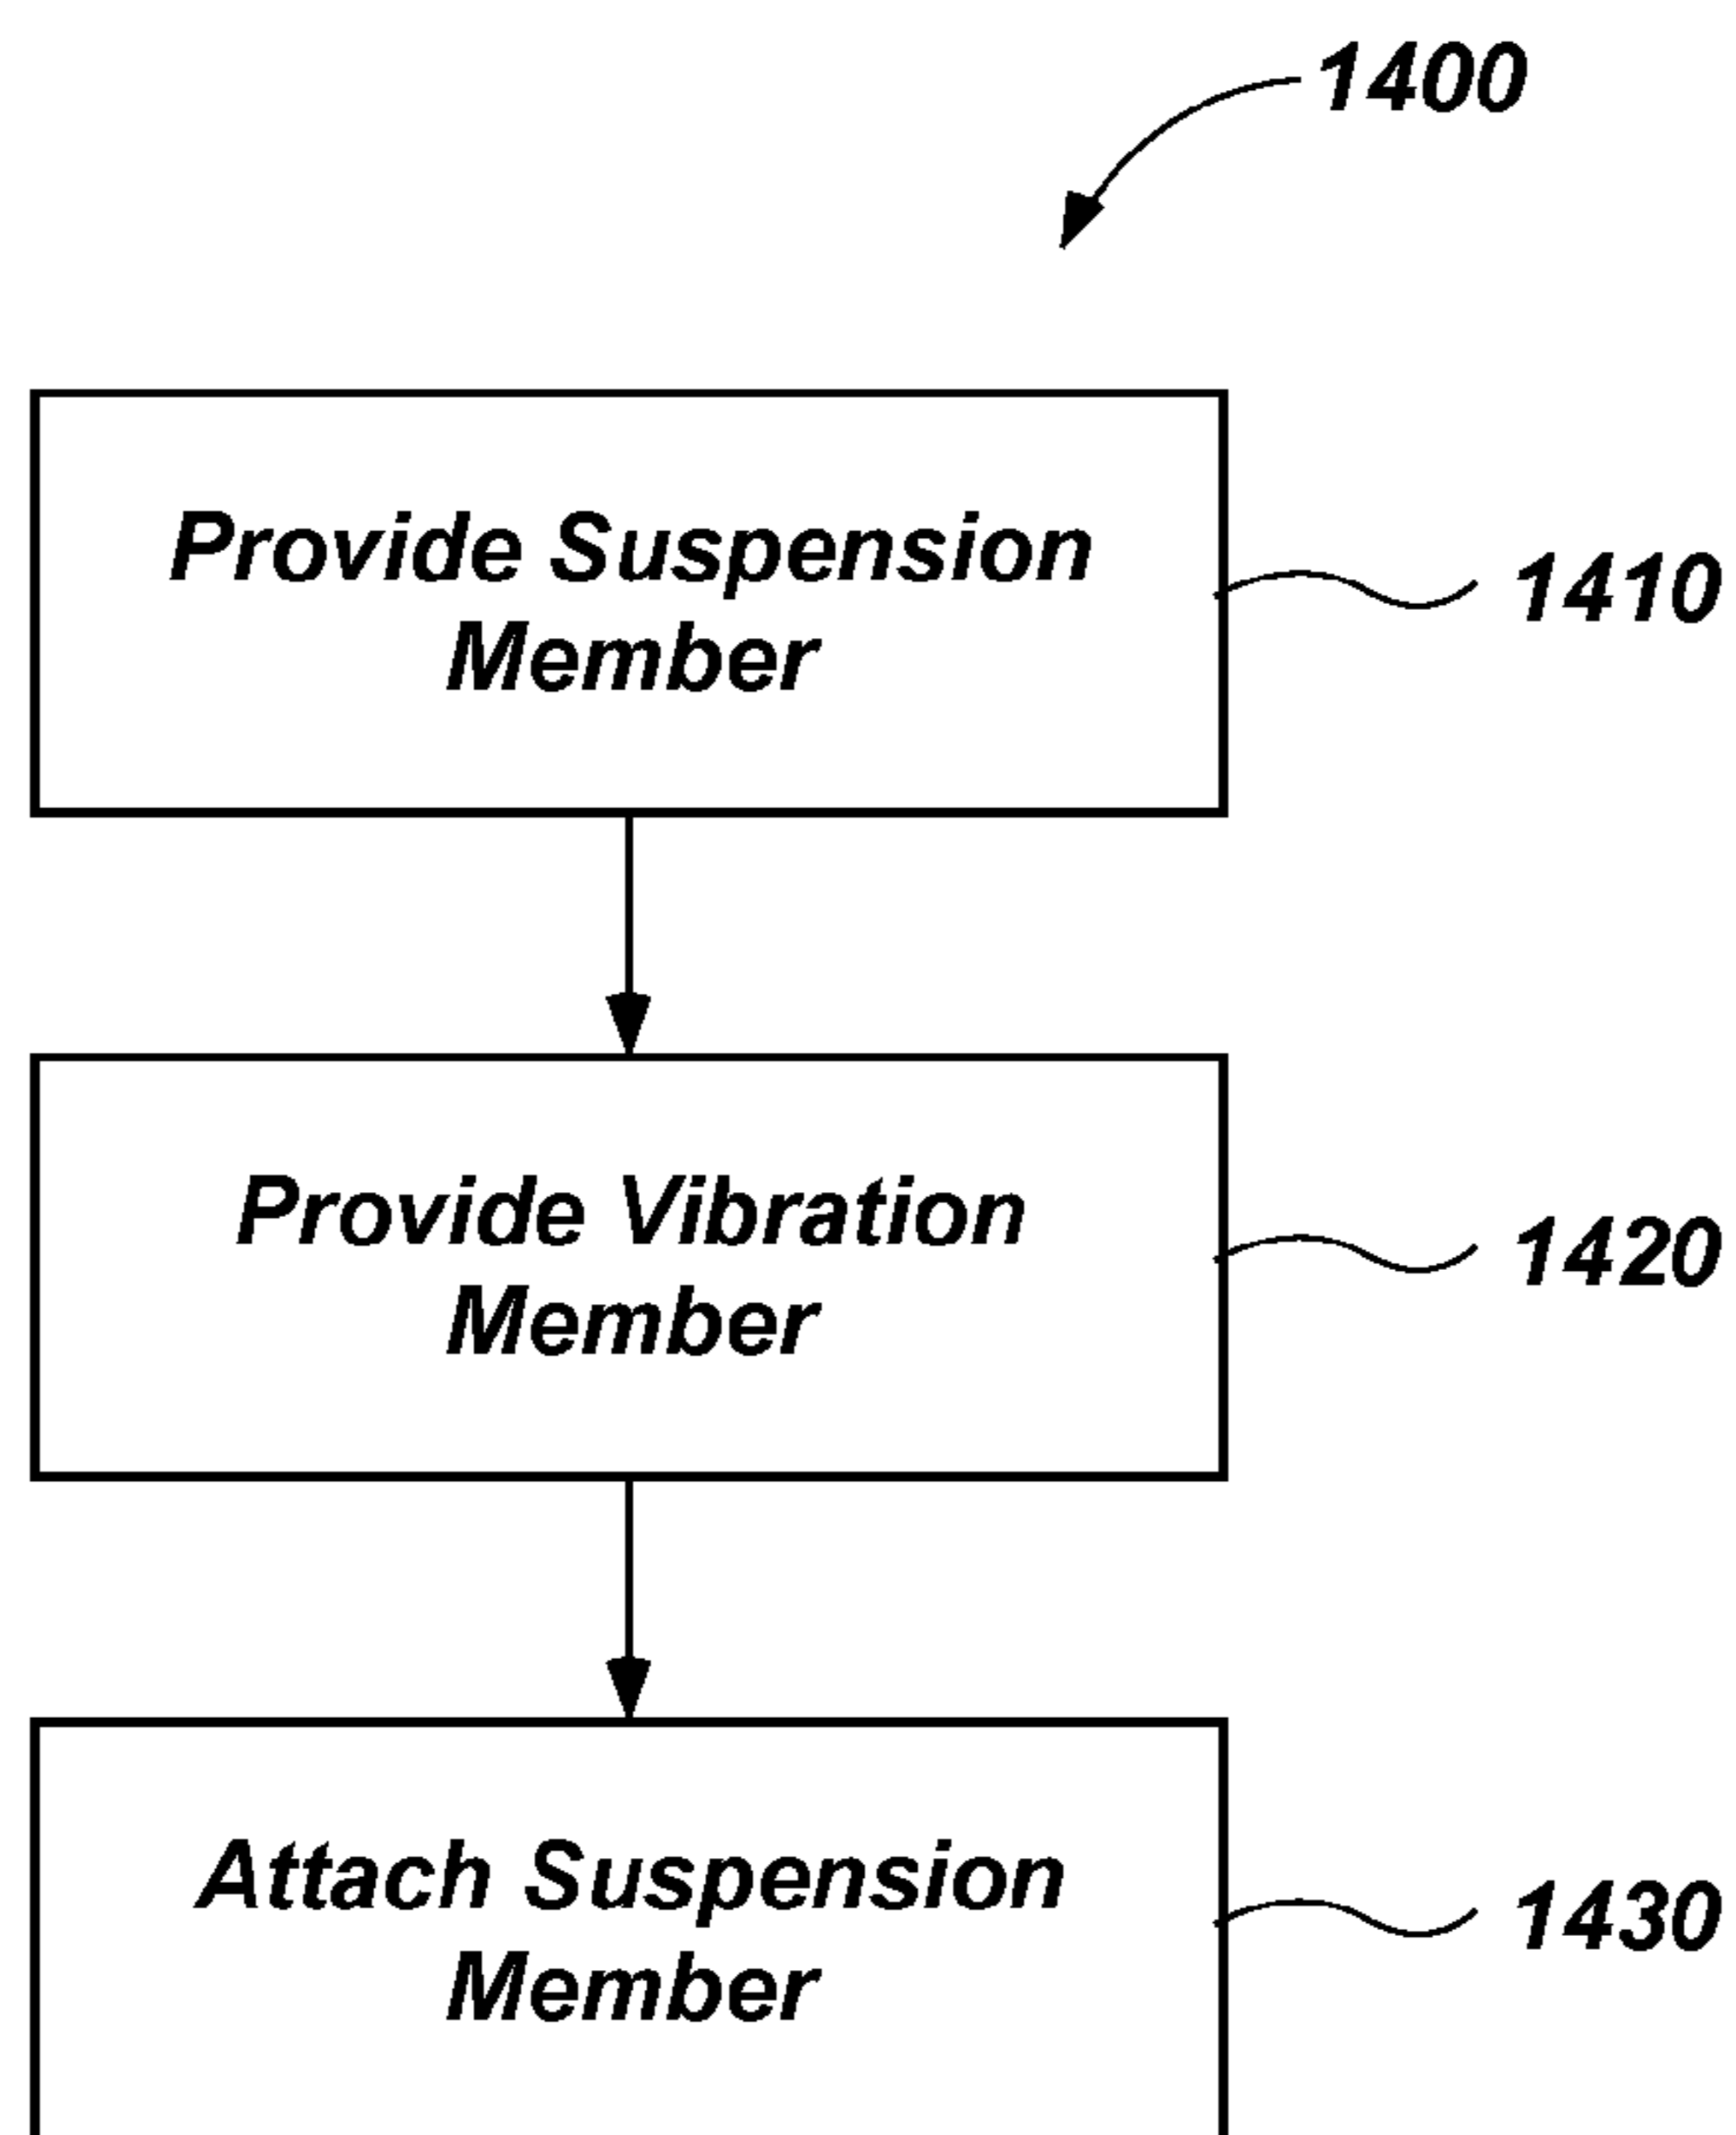 1400
Provide Suspension
Member
1410
Provide Vibration
Member
1420
Attach Suspension
Member
1430